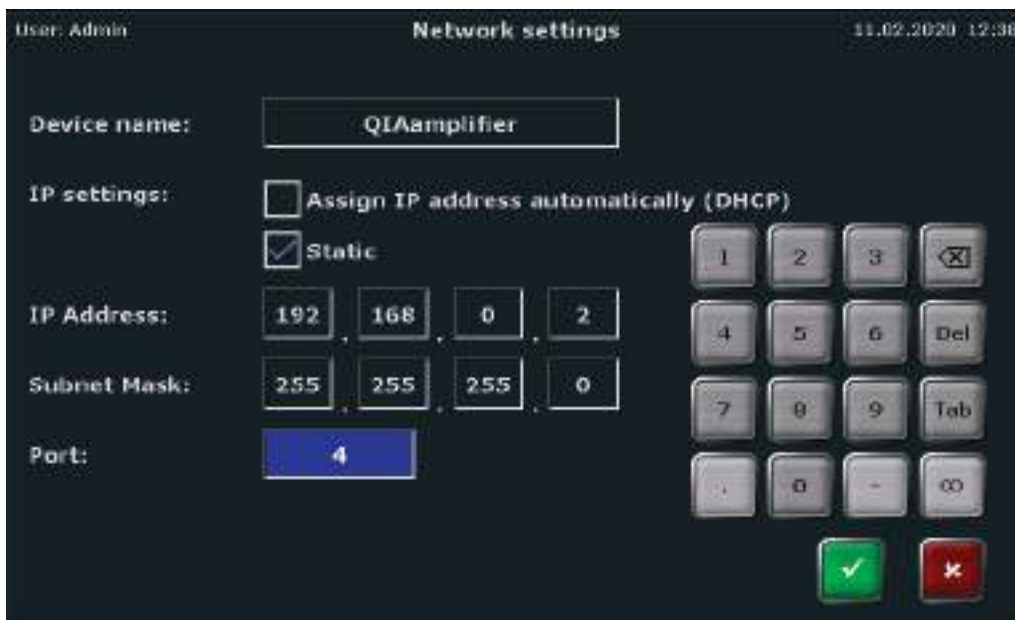 User: Admin
Network settings
11.02.2020 12:38
Device name:
QIAamplifier
IP settings:
Assign IP address automatically (DHCP)
Static
IP Address:
192 . 168 . 0 . 2
Subnet Mask:
255 . 255 . 255 . 0
Port:
4
1 2 3
4 5 6 Del
7 8 9 Tab
. 0 - ∞